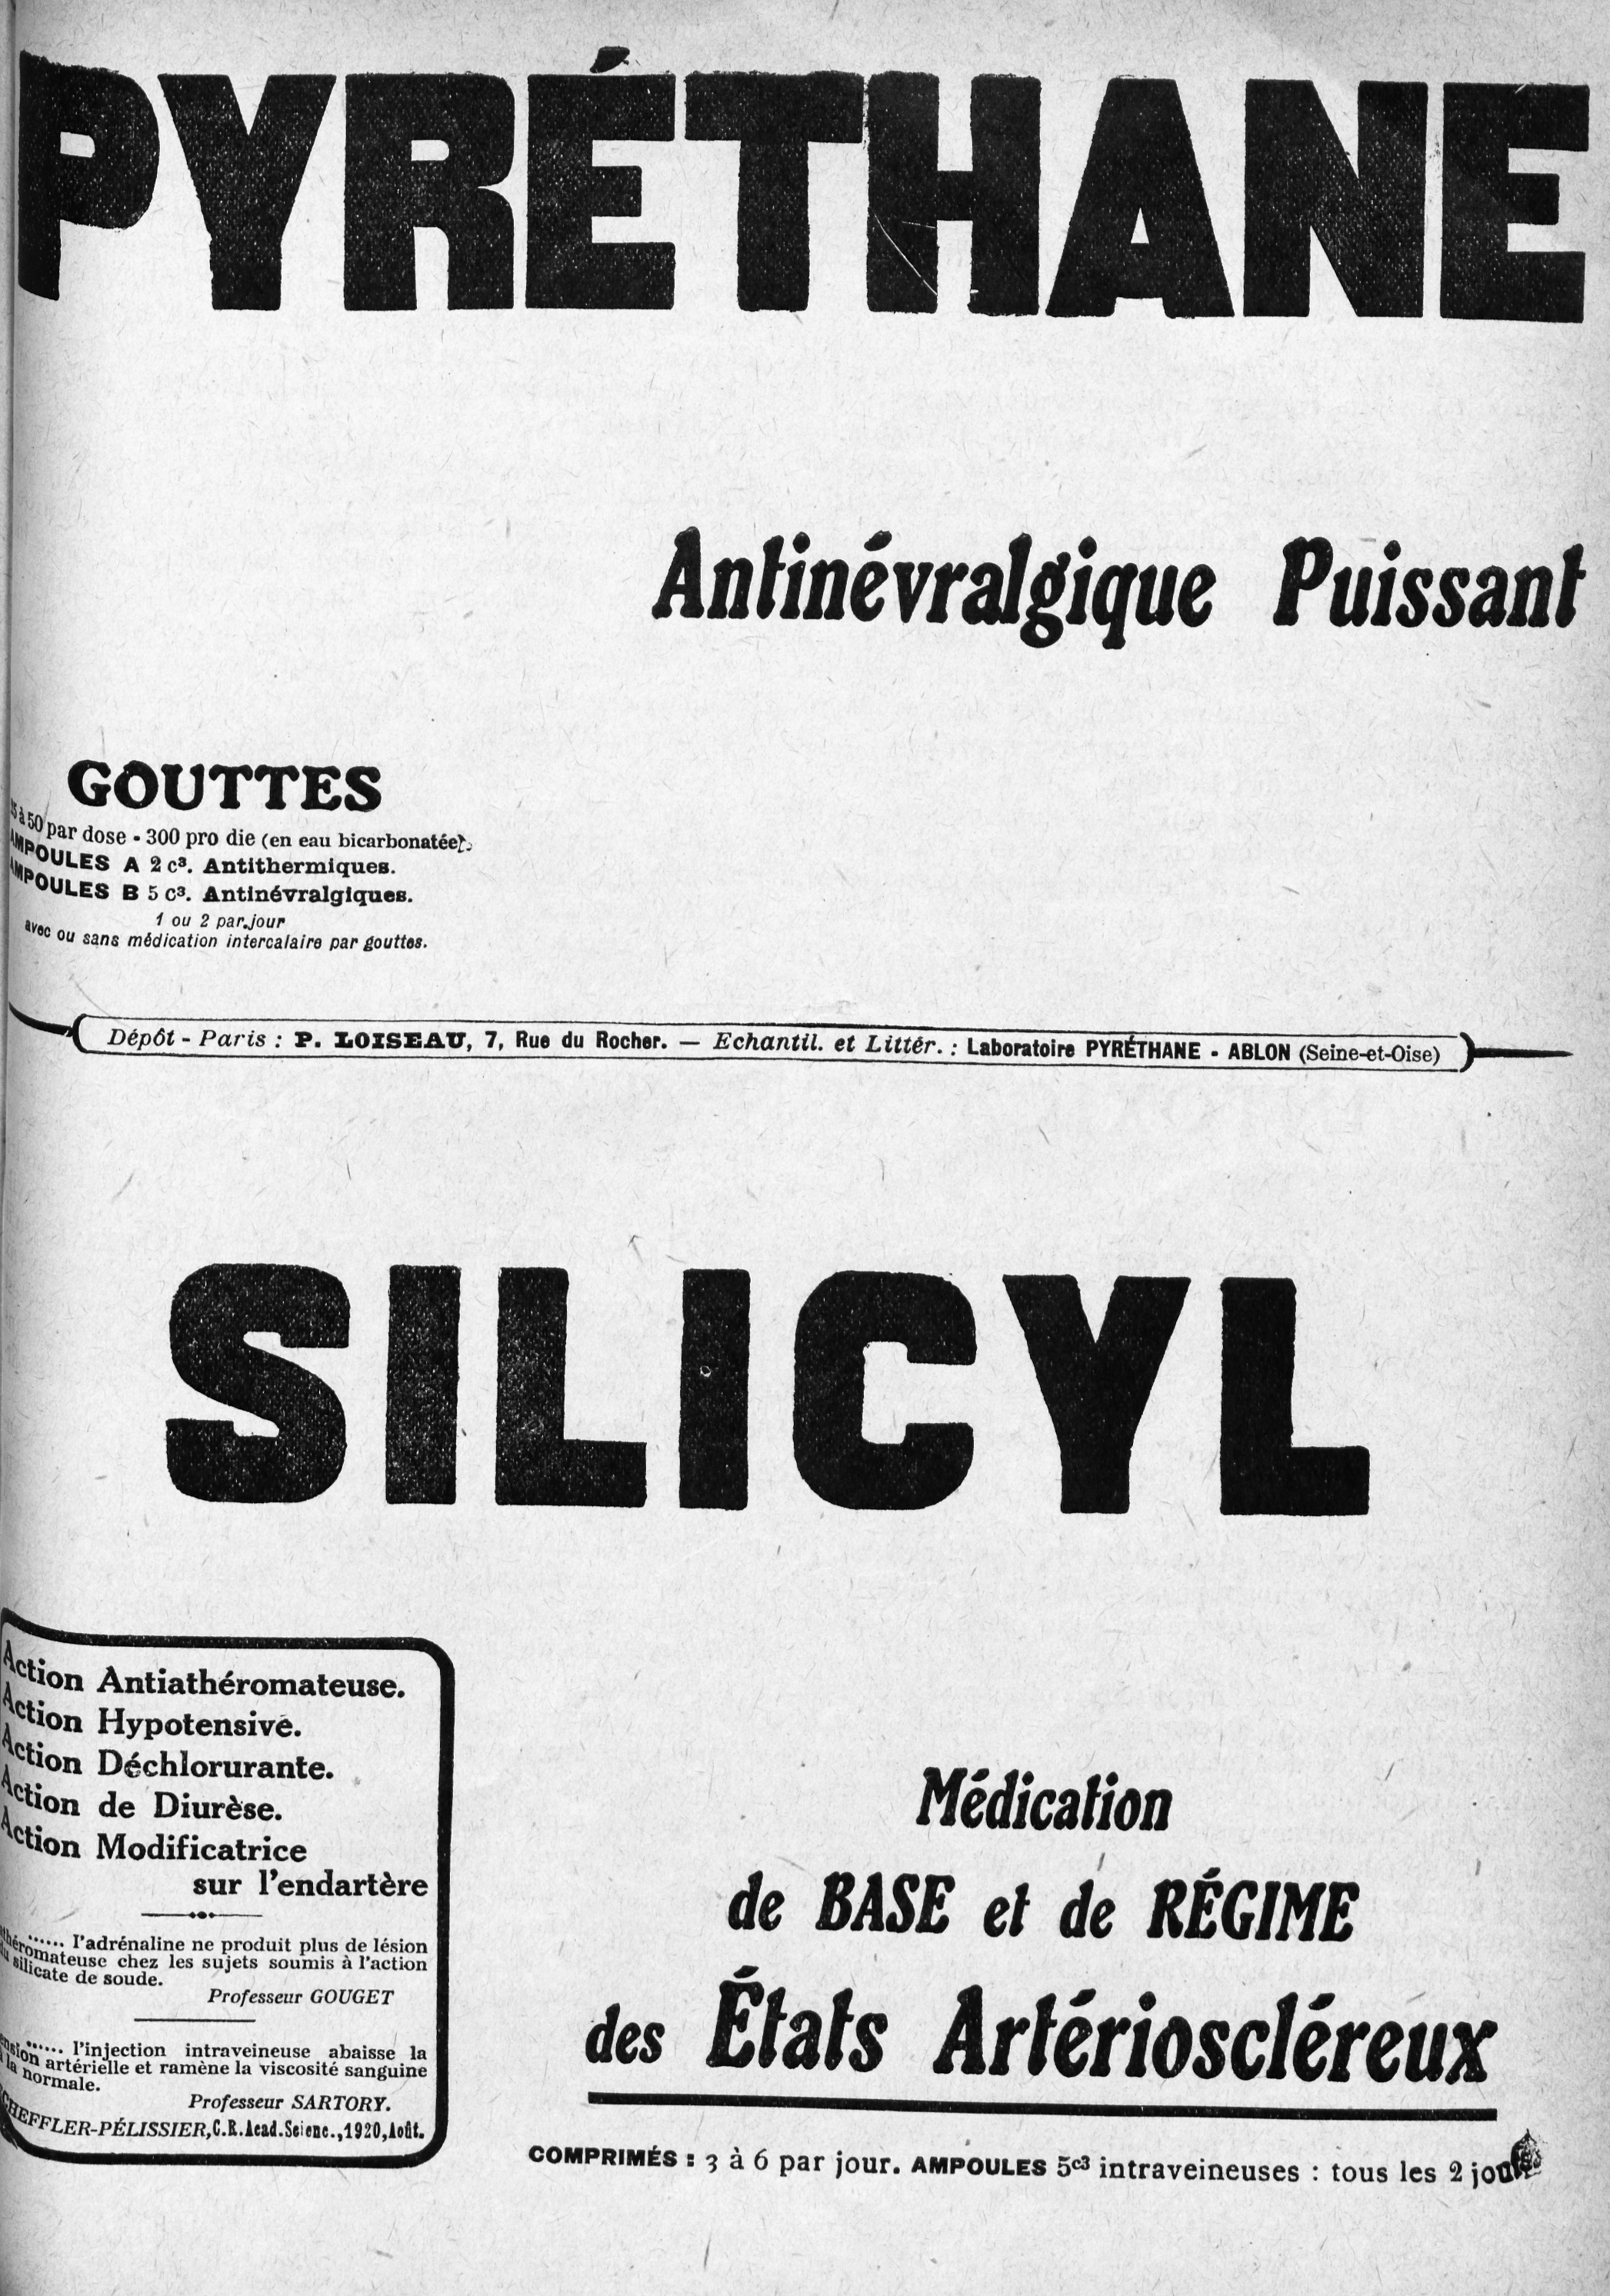 PYRÉTHANE
Antinévralgique Puissant
GOUTTES
à 50 par dose - 300 pro die (en eau bicarbonatée).
AMPOULES A 2 c³. Antithermiques.
AMPOULES B 5 c³. Antinévralgiques.
1 ou 2 par jour
avec ou sans médication intercalaire par gouttes.
Dépôt - Paris : P. LOISEAU, 7, Rue du Rocher. — Echantil. et Littér. : Laboratoire PYRÉTHANE - ABLON (Seine-et-Oise)
SILICYL
Action Antiathéromateuse.
Action Hypotensive.
Action Déchlorurante.
Action de Diurèse.
Action Modificatrice
sur l'endartère
...... l'adrénaline ne produit plus de lésion
athéromateuse chez les sujets soumis à l'action
du silicate de soude.
Professeur GOUGET
...... l'injection intraveineuse abaisse la
tension artérielle et ramène la viscosité sanguine
à la normale.
Professeur SARTORY.
SCHEFFLER-PÉLISSIER, C.R. Acad. Scienc., 1920, Août.
Médication
de BASE et de RÉGIME
des États Artérioscléreux
COMPRIMÉS : 3 à 6 par jour. AMPOULES 5c3 intraveineuses : tous les 2 jours